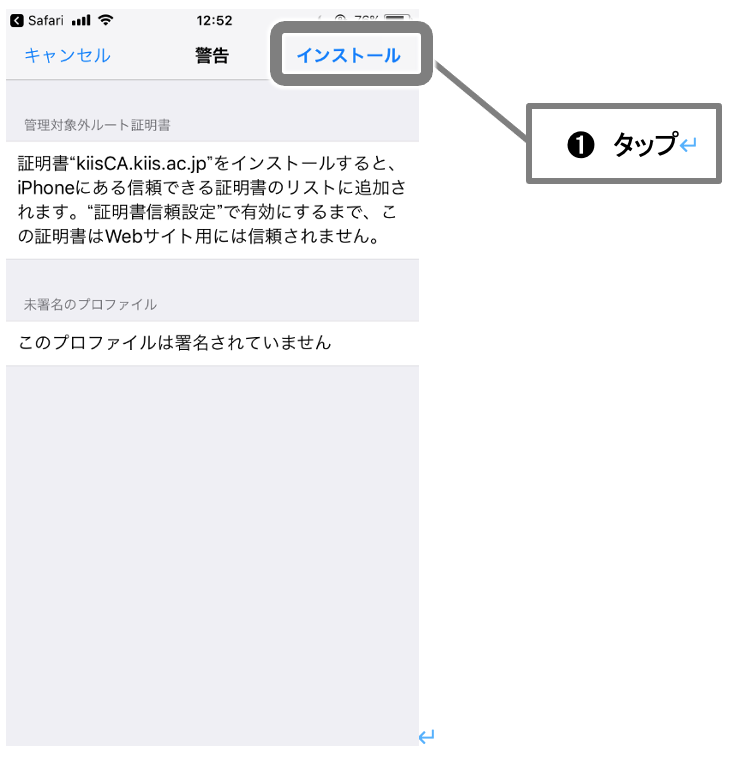 Safari 12:52
キャンセル 警告 インストール
❶ タップ↵
管理対象外ルート証明書
証明書“kiisCA.kiis.ac.jp”をインストールすると、
iPhoneにある信頼できる証明書のリストに追加さ
れます。“証明書信頼設定”で有効にするまで、こ
の証明書はWebサイト用には信頼されません。
未署名のプロファイル
このプロファイルは署名されていません
↵